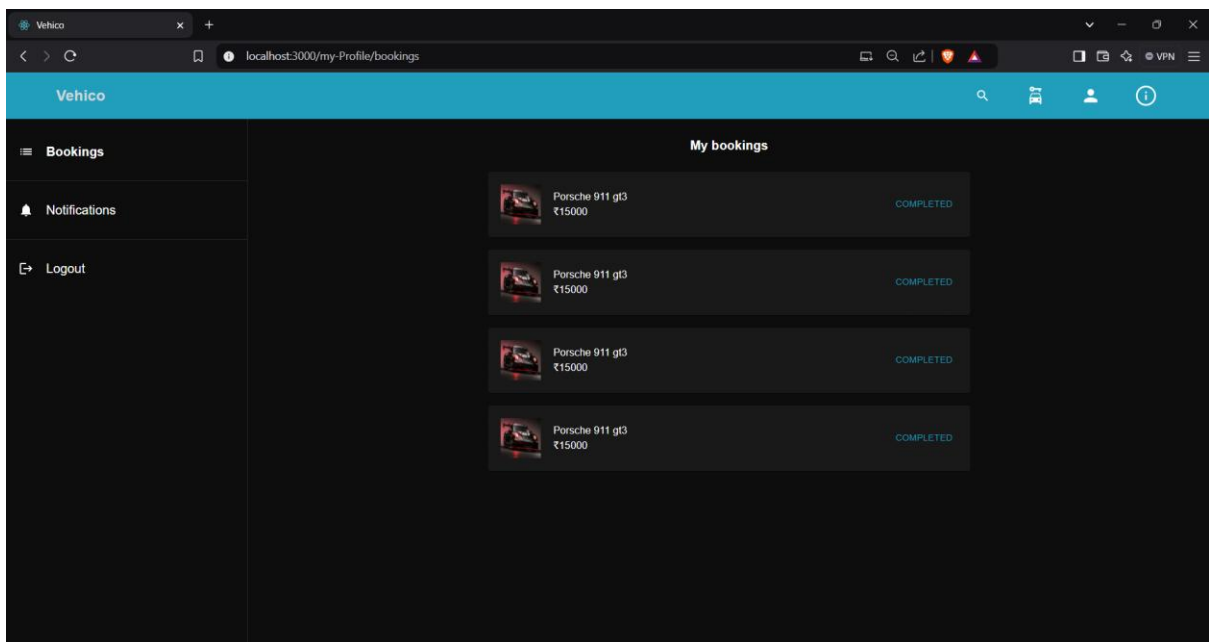 Vehico
localhost:3000/my-Profile/bookings
VPN
Vehico
Bookings
Notifications
Logout
My bookings
Porsche 911 gt3
₹15000
COMPLETED
Porsche 911 gt3
₹15000
COMPLETED
Porsche 911 gt3
₹15000
COMPLETED
Porsche 911 gt3
₹15000
COMPLETED